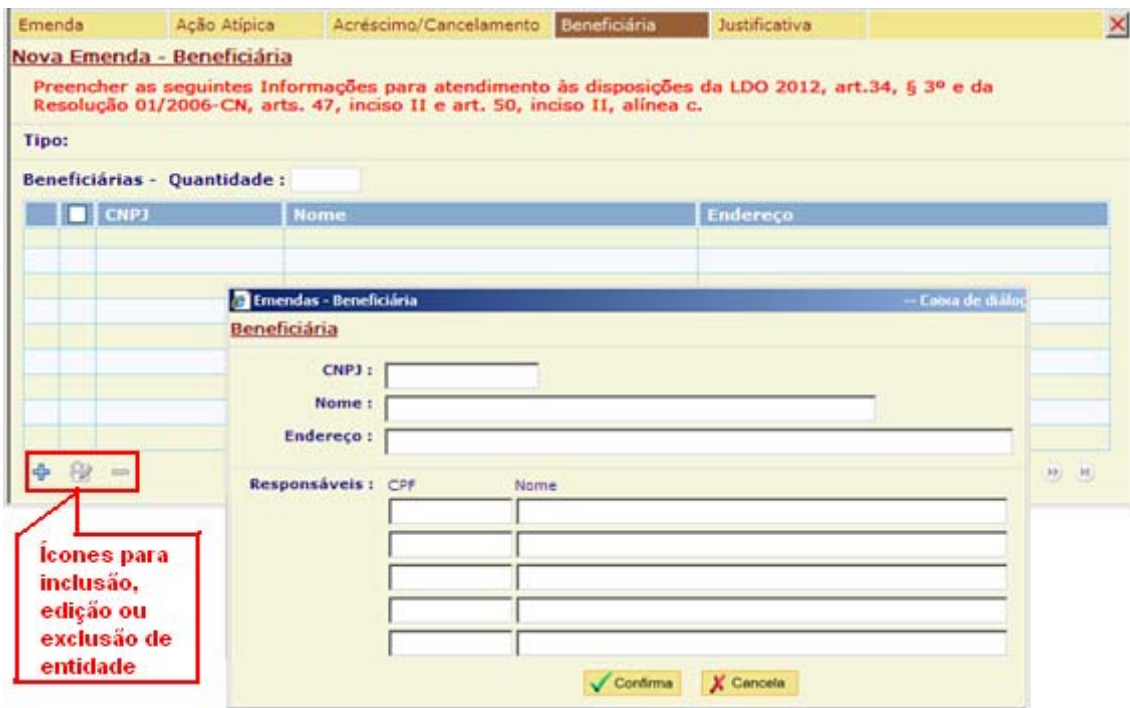 Emenda Ação Atípica Acréscimo/Cancelamento Beneficiária Justificativa
Nova Emenda - Beneficiária
Preencher as seguintes Informações para atendimento às disposições da LDO 2012, art.34, § 3º e da
Resolução 01/2006-CN, arts. 47, inciso II e art. 50, inciso II, alínea c.
Tipo:
Beneficiárias - Quantidade :
CNPJ Nome Endereço
Emendas - Beneficiária -- Caixa de diálog
Beneficiária
CNPJ :
Nome :
Endereço :
Responsáveis : CPF Nome
Confirma Cancela
Ícones para
inclusão,
edição ou
exclusão de
entidade